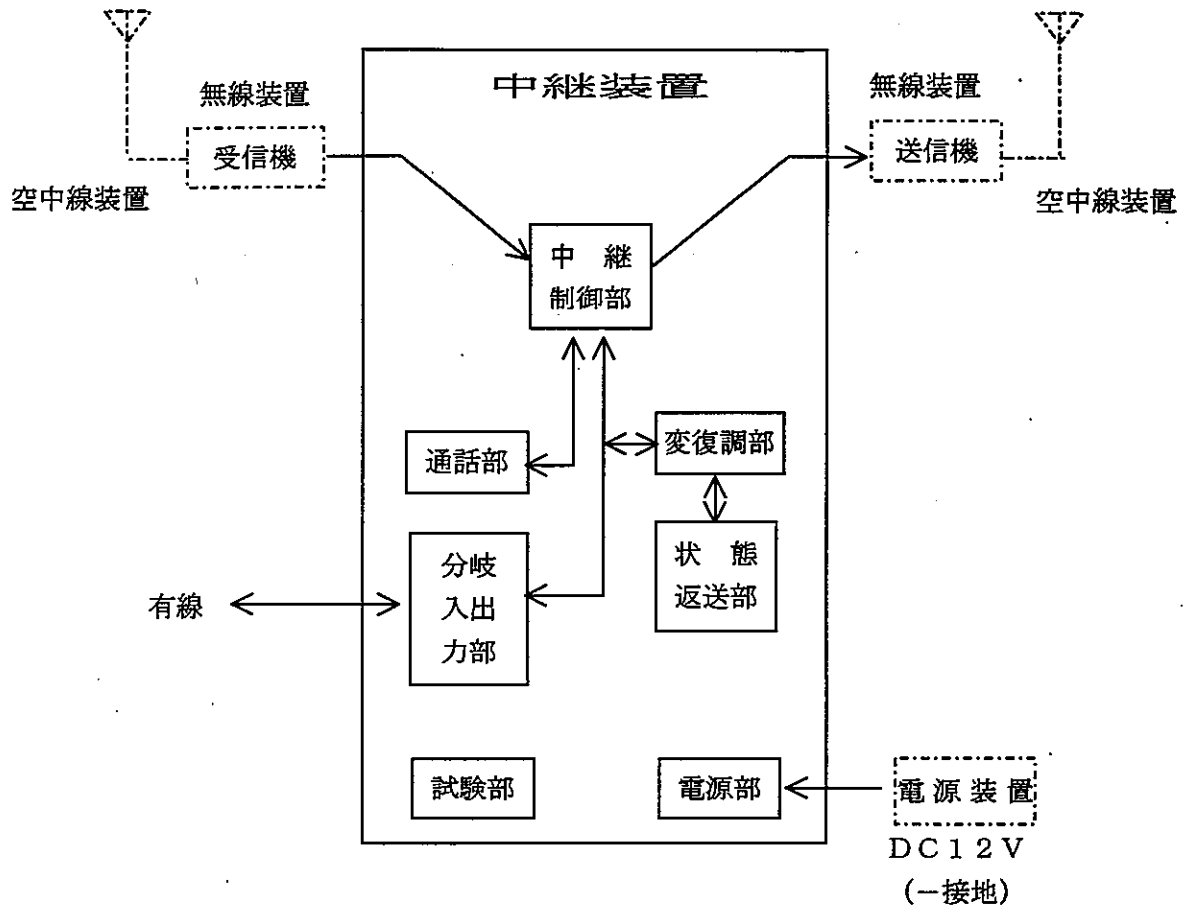 中継装置
無線装置
受信機
空中線装置
無線装置
送信機
空中線装置
中　継
制御部
通話部
変復調部
分岐
入出
力部
状　態
返送部
有線
試験部
電源部
電源装置
ＤＣ１２Ｖ
（－接地）